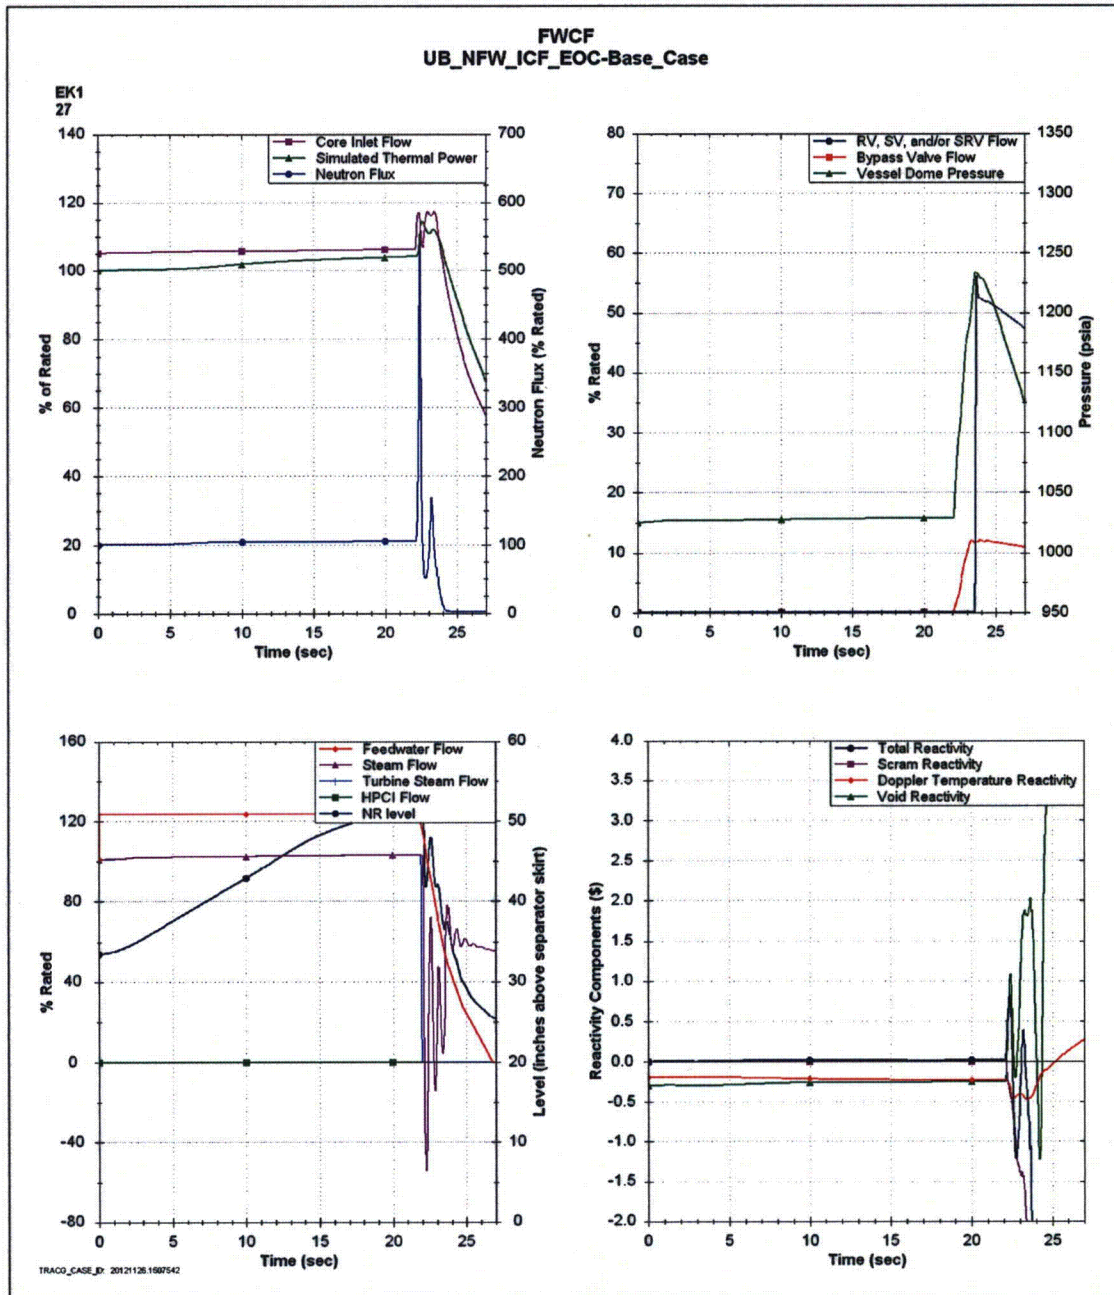 FWCF
UB_NFW_ICF_EOC-Base_Case
EK1
27
140
120
100
80
60
40
20
0
% of Rated
Core Inlet Flow
Simulated Thermal Power
Neutron Flux
700
600
500
400
300
200
100
0
Neutron Flux (% Rated)
0 5 10 15 20 25
Time (sec)
80
70
60
50
40
30
20
10
0
% Rated
RV, SV, and/or SRV Flow
Bypass Valve Flow
Vessel Dome Pressure
1350
1300
1250
1200
1150
1100
1050
1000
950
Pressure (psia)
0 5 10 15 20 25
Time (sec)
160
120
80
40
0
-40
-80
% Rated
Feedwater Flow
Steam Flow
Turbine Steam Flow
HPCI Flow
NR level
60
50
40
30
20
10
0
Level (inches above separator skirt)
0 5 10 15 20 25
Time (sec)
4.0
3.5
3.0
2.5
2.0
1.5
1.0
0.5
0.0
-0.5
-1.0
-1.5
-2.0
Reactivity Components ($)
Total Reactivity
Scram Reactivity
Doppler Temperature Reactivity
Void Reactivity
0 5 10 15 20 25
Time (sec)
TRACG_CASE_ID: